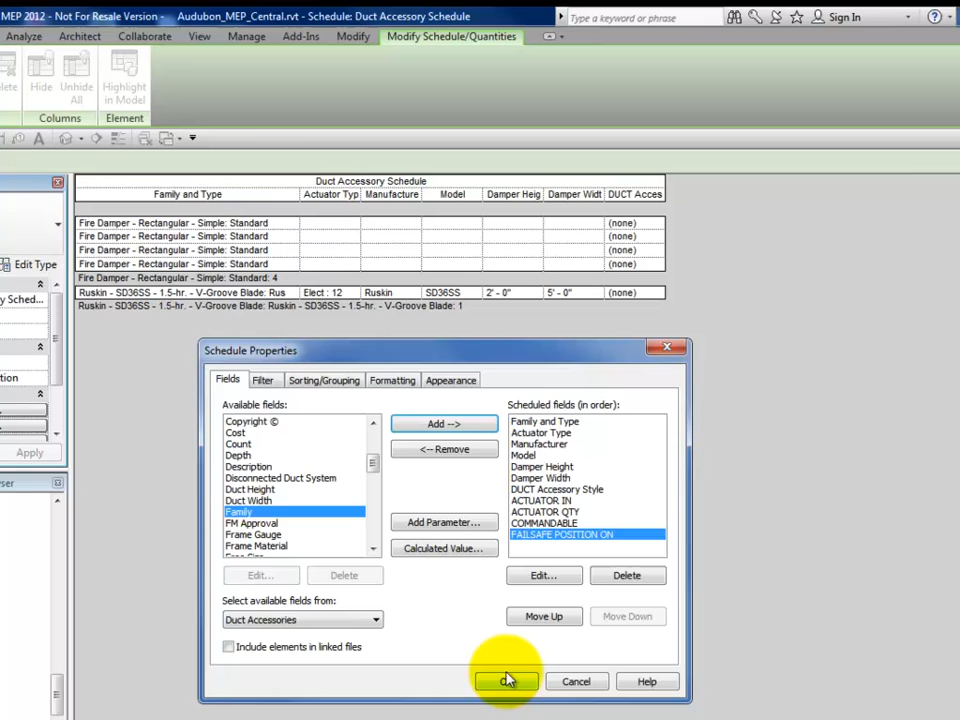 MEP 2012 - Not For Resale Version - Audubon_MEP_Central.rvt - Schedule: Duct Accessory Schedule
Type a keyword or phrase
Sign In
Analyze Architect Collaborate View Manage Add-Ins Modify Modify Schedule/Quantities
Hide Unhide All Highlight in Model
Columns Element
Duct Accessory Schedule
Family and Type Actuator Typ Manufacture Model Damper Heig Damper Widt DUCT Acces
Fire Damper - Rectangular - Simple: Standard (none)
Fire Damper - Rectangular - Simple: Standard (none)
Fire Damper - Rectangular - Simple: Standard (none)
Fire Damper - Rectangular - Simple: Standard (none)
Fire Damper - Rectangular - Simple: Standard: 4
Ruskin - SD36SS - 1.5-hr. - V-Groove Blade: Rus Elect : 12 Ruskin SD36SS 2' - 0" 5' - 0" (none)
Ruskin - SD36SS - 1.5-hr. - V-Groove Blade: Ruskin - SD36SS - 1.5-hr. - V-Groove Blade: 1
Edit Type
Apply
Schedule Properties
Fields Filter Sorting/Grouping Formatting Appearance
Available fields:
Copyright ©
Cost
Count
Depth
Description
Disconnected Duct System
Duct Height
Duct Width
Family
FM Approval
Frame Gauge
Frame Material
Add -->
<-- Remove
Add Parameter...
Calculated Value...
Scheduled fields (in order):
Family and Type
Actuator Type
Manufacturer
Model
Damper Height
Damper Width
DUCT Accessory Style
ACTUATOR IN
ACTUATOR QTY
COMMANDABLE
FAILSAFE POSITION ON
Edit... Delete
Edit... Delete
Select available fields from:
Duct Accessories
Move Up Move Down
Include elements in linked files
Cancel Help